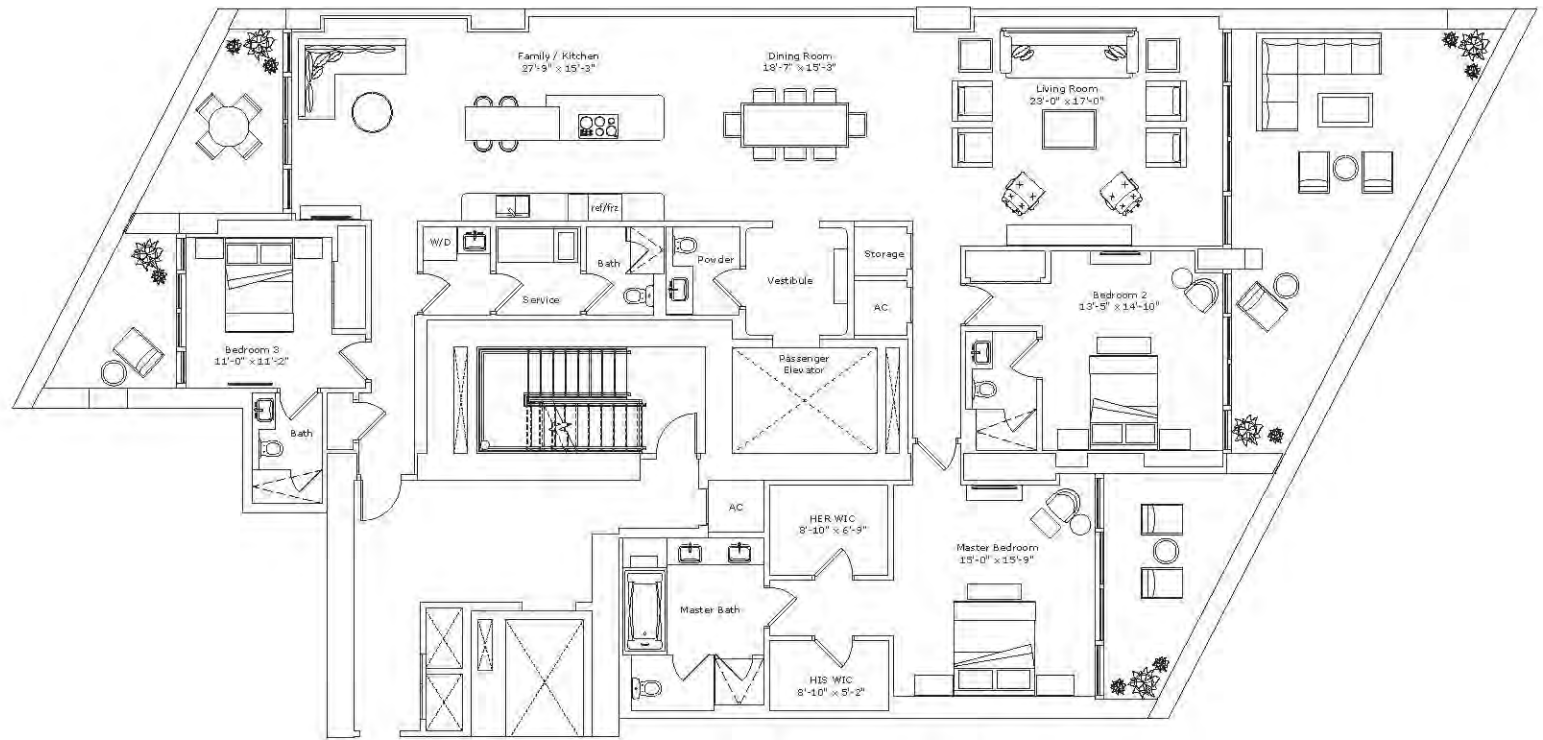 Family / Kitchen
27'-9" x 15'-3"
Dining Room
18'-7" x 15'-3"
Living Room
23'-0" x 17'-0"
ref/frz
W/D
Bath
Powder
Storage
Service
Vestibule
AC
Bedroom 2
13'-5" x 14'-10"
Bedroom 3
11'-0" x 11'-2"
Passenger
Elevator
Bath
AC
HER WIC
8'-10" x 6'-9"
Master Bedroom
15'-0" x 15'-9"
Master Bath
HIS WIC
8'-10" x 5'-2"